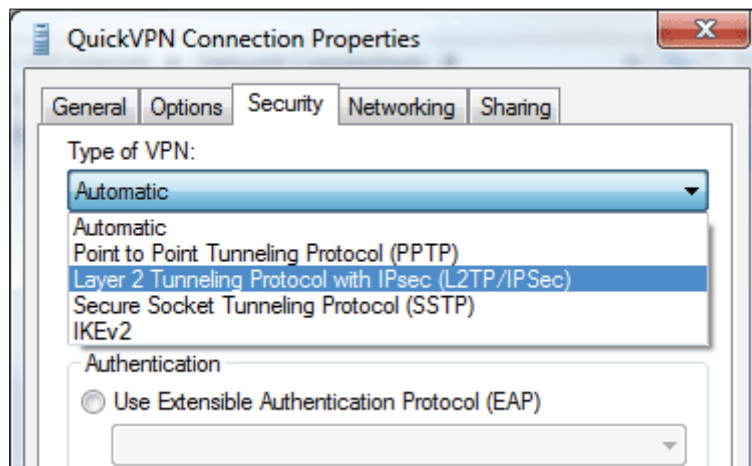 QuickVPN Connection Properties
General Options Security Networking Sharing
Type of VPN:
Automatic
Automatic
Point to Point Tunneling Protocol (PPTP)
Layer 2 Tunneling Protocol with IPsec (L2TP/IPSec)
Secure Socket Tunneling Protocol (SSTP)
IKEv2
Authentication
Use Extensible Authentication Protocol (EAP)